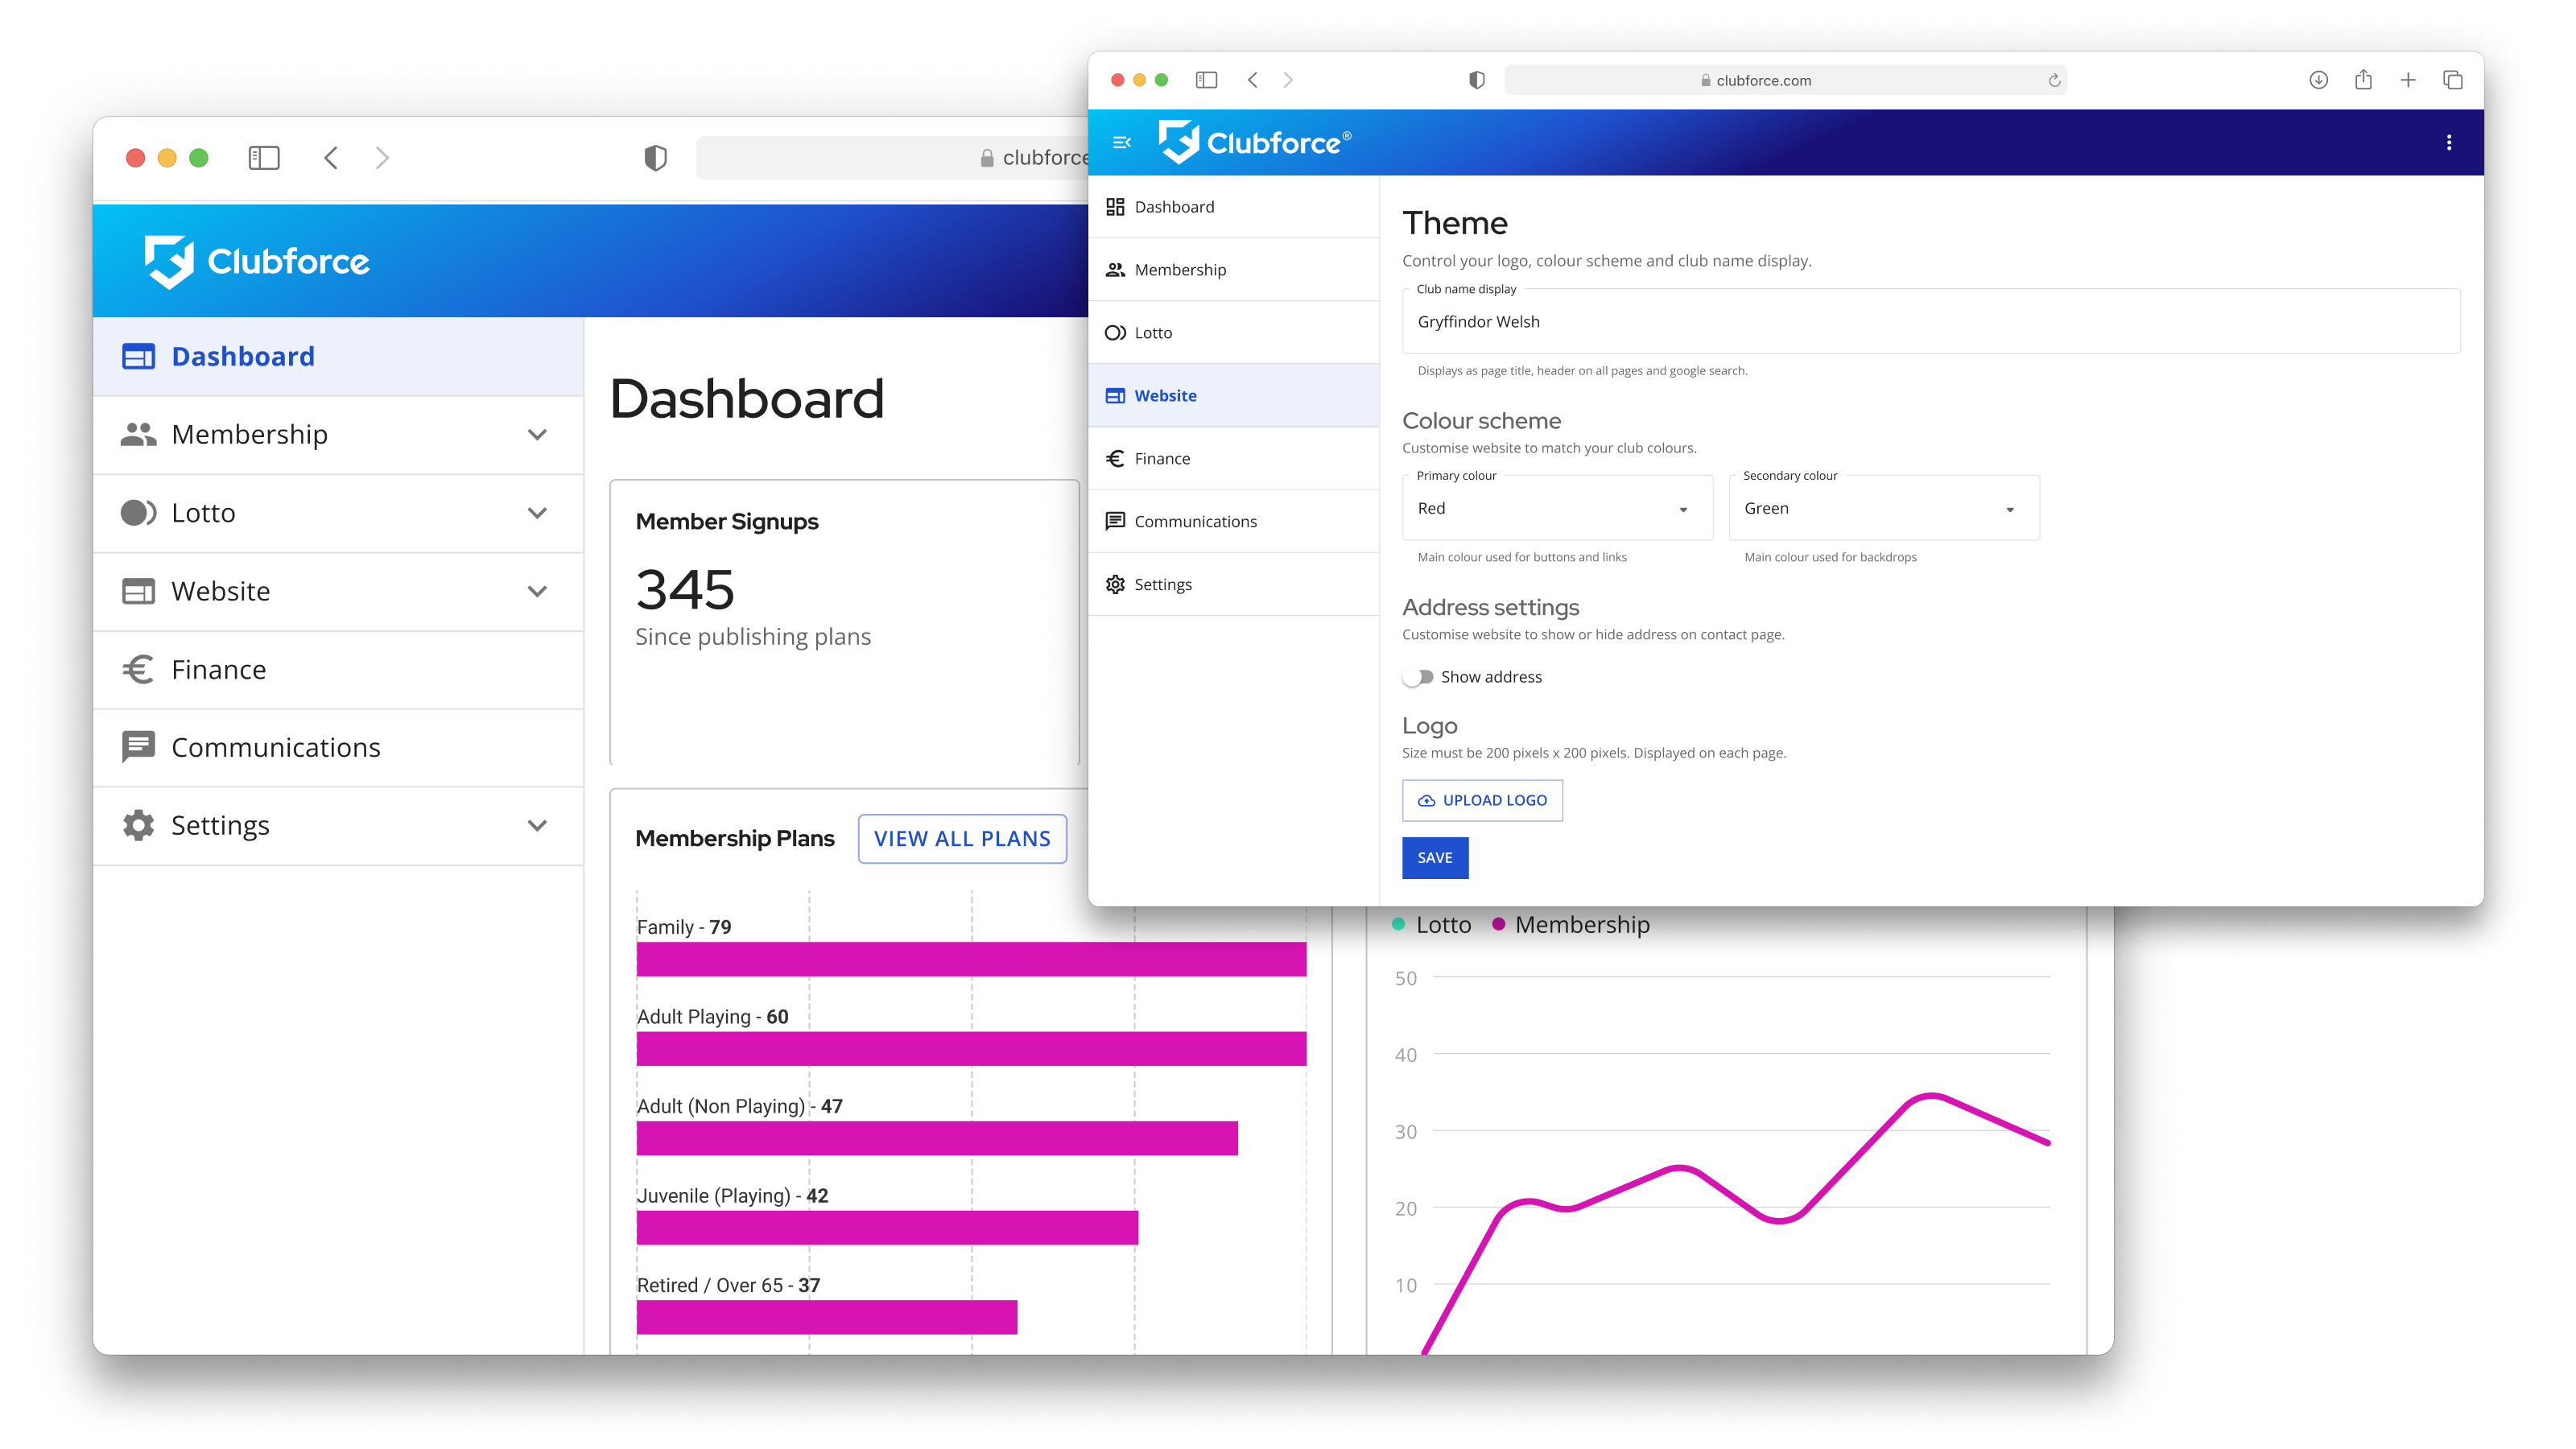 clubforce
Clubforce
Dashboard
Membership
Lotto
Website
Finance
Communications
Settings
Dashboard
Member Signups
345
Since publishing plans
Membership Plans
VIEW ALL PLANS
Family - 79
Adult Playing - 60
Adult (Non Playing) - 47
Juvenile (Playing) - 42
Retired / Over 65 - 37
Lotto
Membership
50
40
30
20
10
clubforce.com
Clubforce®
Dashboard
Membership
Lotto
Website
Finance
Communications
Settings
Theme
Control your logo, colour scheme and club name display.
Club name display
Gryffindor Welsh
Displays as page title, header on all pages and google search.
Colour scheme
Customise website to match your club colours.
Primary colour
Red
Main colour used for buttons and links
Secondary colour
Green
Main colour used for backdrops
Address settings
Customise website to show or hide address on contact page.
Show address
Logo
Size must be 200 pixels x 200 pixels. Displayed on each page.
UPLOAD LOGO
SAVE